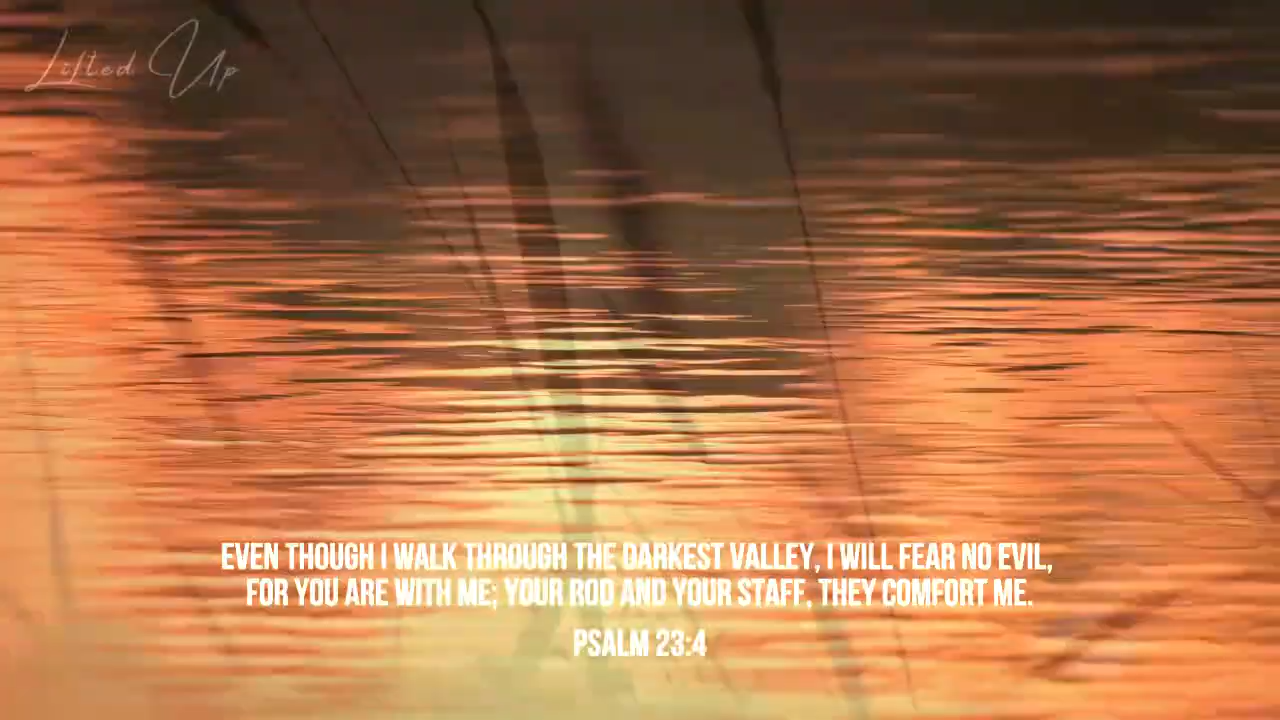 Lifted Up
EVEN THOUGH I WALK THROUGH THE DARKEST VALLEY, I WILL FEAR NO EVIL,
FOR YOU ARE WITH ME; YOUR ROD AND YOUR STAFF, THEY COMFORT ME.
PSALM 23:4